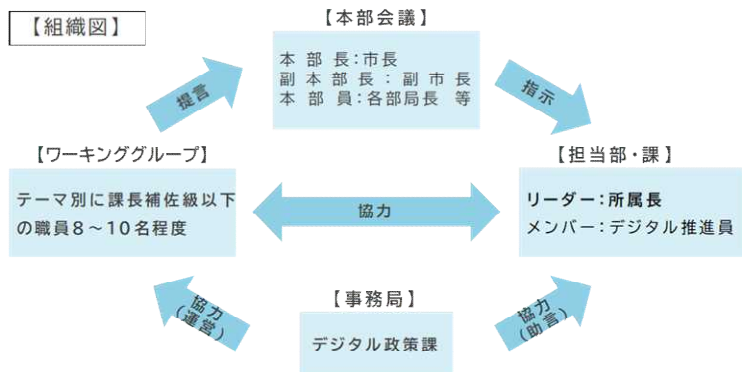 【組織図】
【本部会議】
本部長：市長
副本部長：副市長
本部員：各部局長 等
提言
指示
【ワーキンググループ】
テーマ別に課長補佐級以下
の職員８～１０名程度
協力
【担当部・課】
リーダー：所属長
メンバー：デジタル推進員
協力
（運営）
【事務局】
デジタル政策課
協力
（助言）